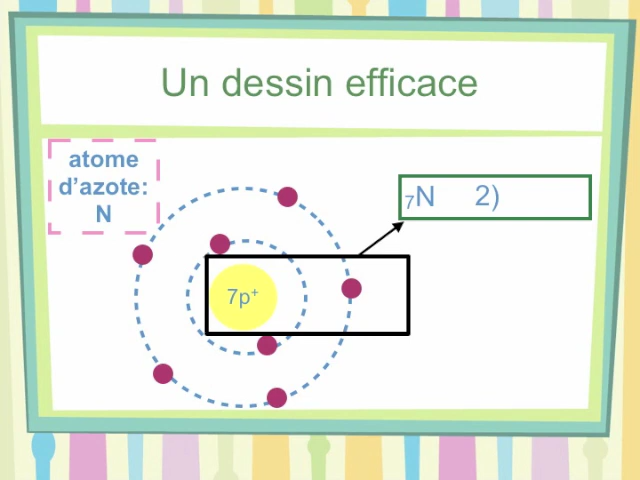 Un dessin efficace
atome
d’azote:
N
₇N 2)
7p⁺